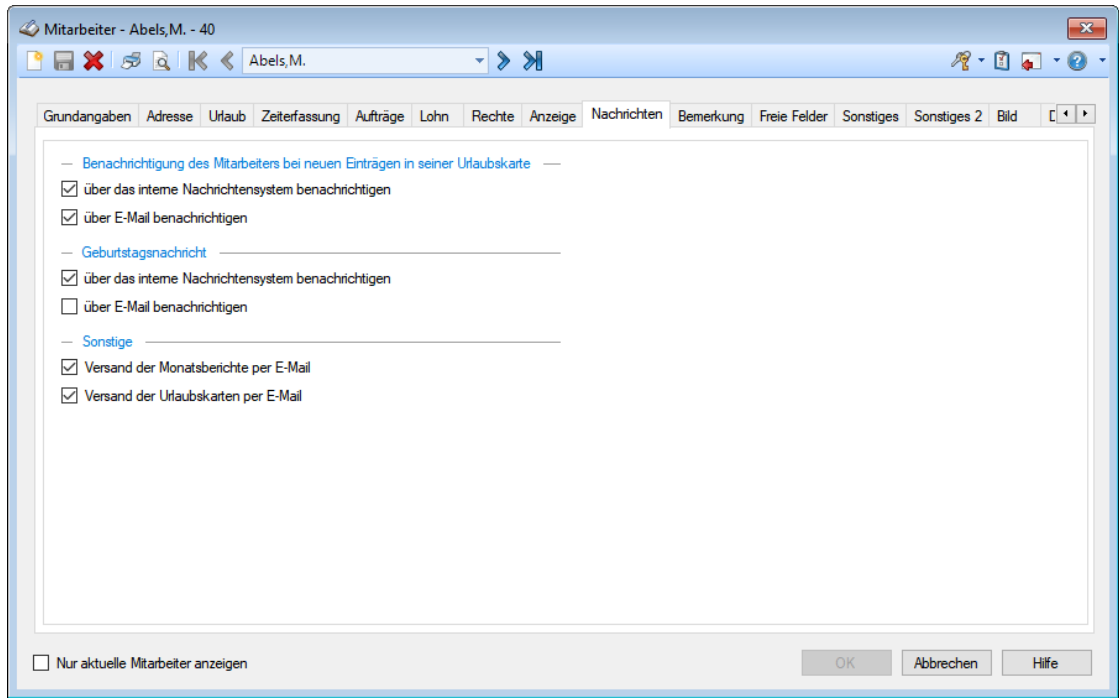 Mitarbeiter - Abels,M. - 40
Abels,M.
Grundangaben Adresse Urlaub Zeiterfassung Aufträge Lohn Rechte Anzeige Nachrichten Bemerkung Freie Felder Sonstiges Sonstiges 2 Bild
Benachrichtigung des Mitarbeiters bei neuen Einträgen in seiner Urlaubskarte
über das interne Nachrichtensystem benachrichtigen
über E-Mail benachrichtigen
Geburtstagsnachricht
über das interne Nachrichtensystem benachrichtigen
über E-Mail benachrichtigen
Sonstige
Versand der Monatsberichte per E-Mail
Versand der Urlaubskarten per E-Mail
Nur aktuelle Mitarbeiter anzeigen
OK Abbrechen Hilfe